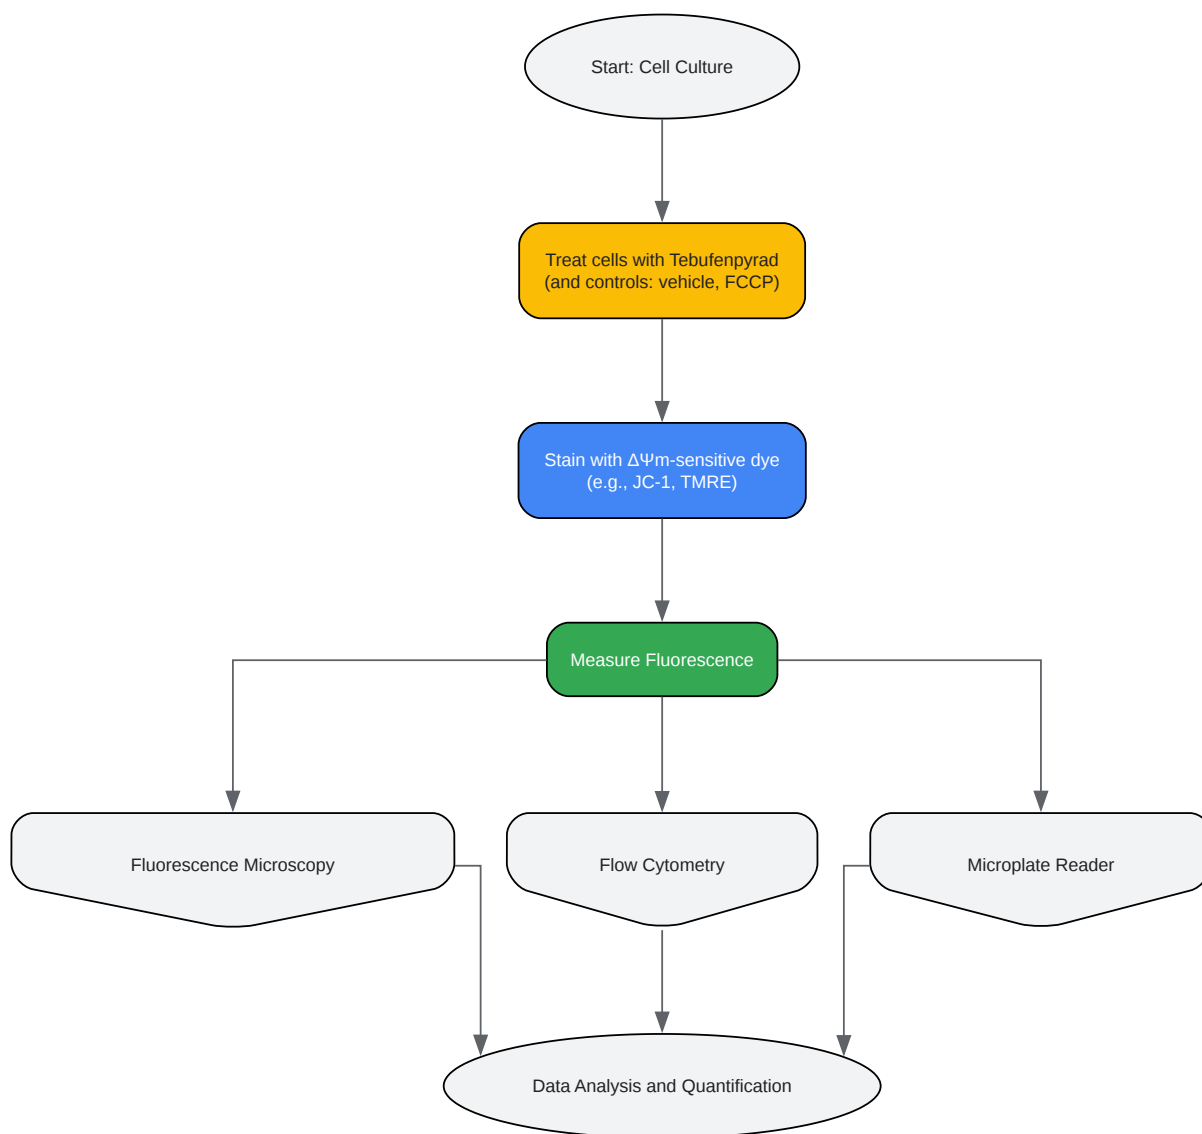 Start: Cell Culture
Treat cells with Tebufenpyrad
(and controls: vehicle, FCCP)
Stain with ΔΨm-sensitive dye
(e.g., JC-1, TMRE)
Measure Fluorescence
Fluorescence Microscopy
Flow Cytometry
Microplate Reader
Data Analysis and Quantification